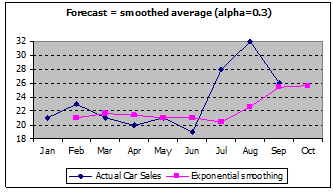 Forecast = smoothed average (alpha=0.3)
32
30
28
26
24
22
20
18
Jan Feb Mar Apr May Jun Jul Aug Sep Oct
Actual Car Sales Exponential smoothing